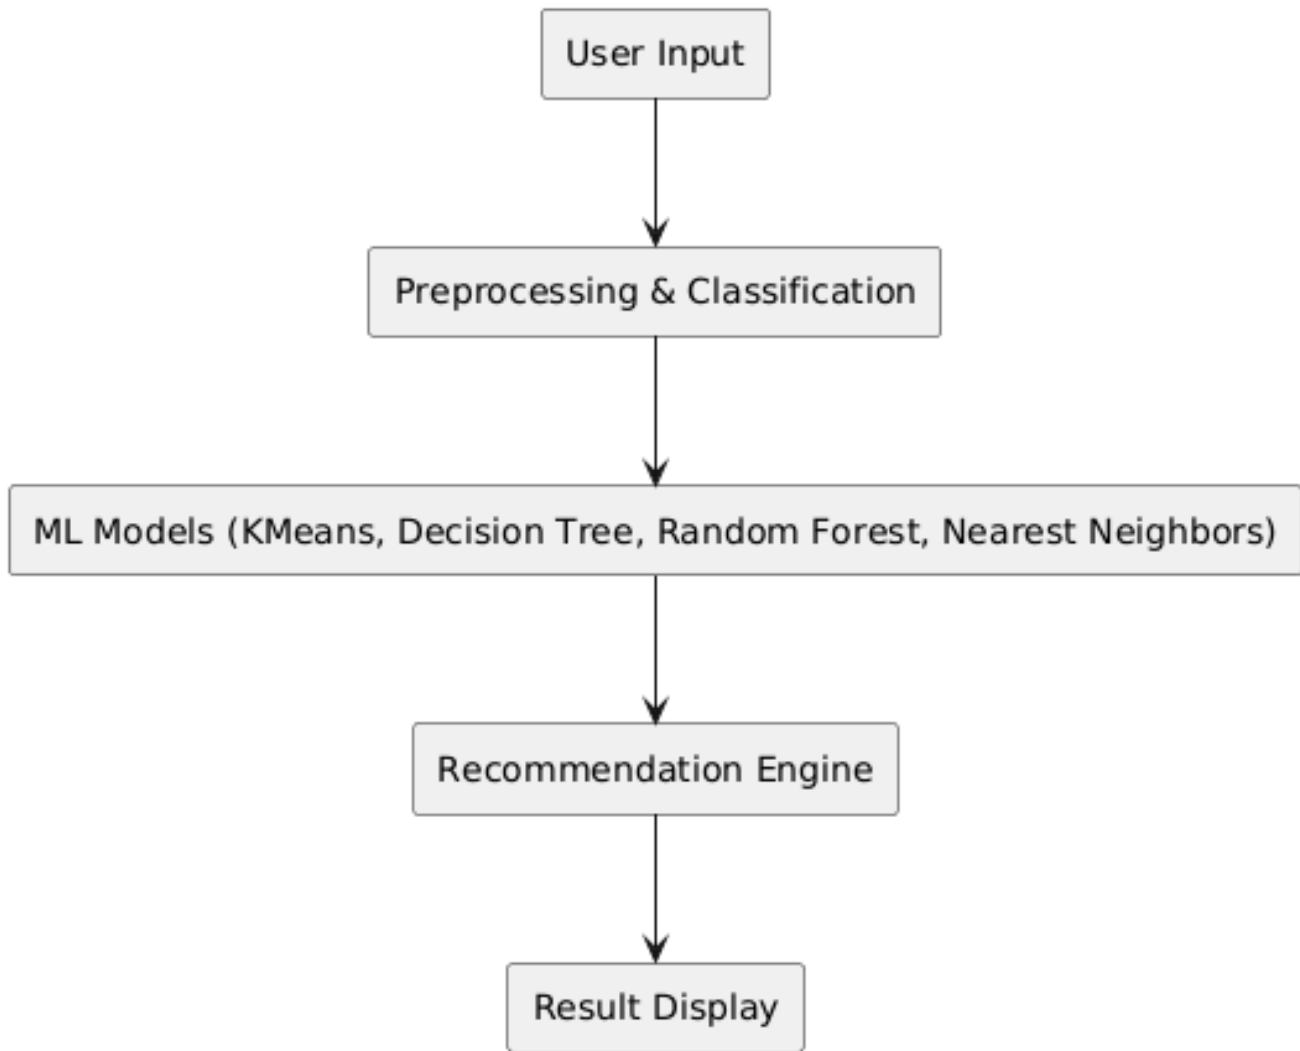 User Input
Preprocessing & Classification
ML Models (KMeans, Decision Tree, Random Forest, Nearest Neighbors)
Recommendation Engine
Result Display